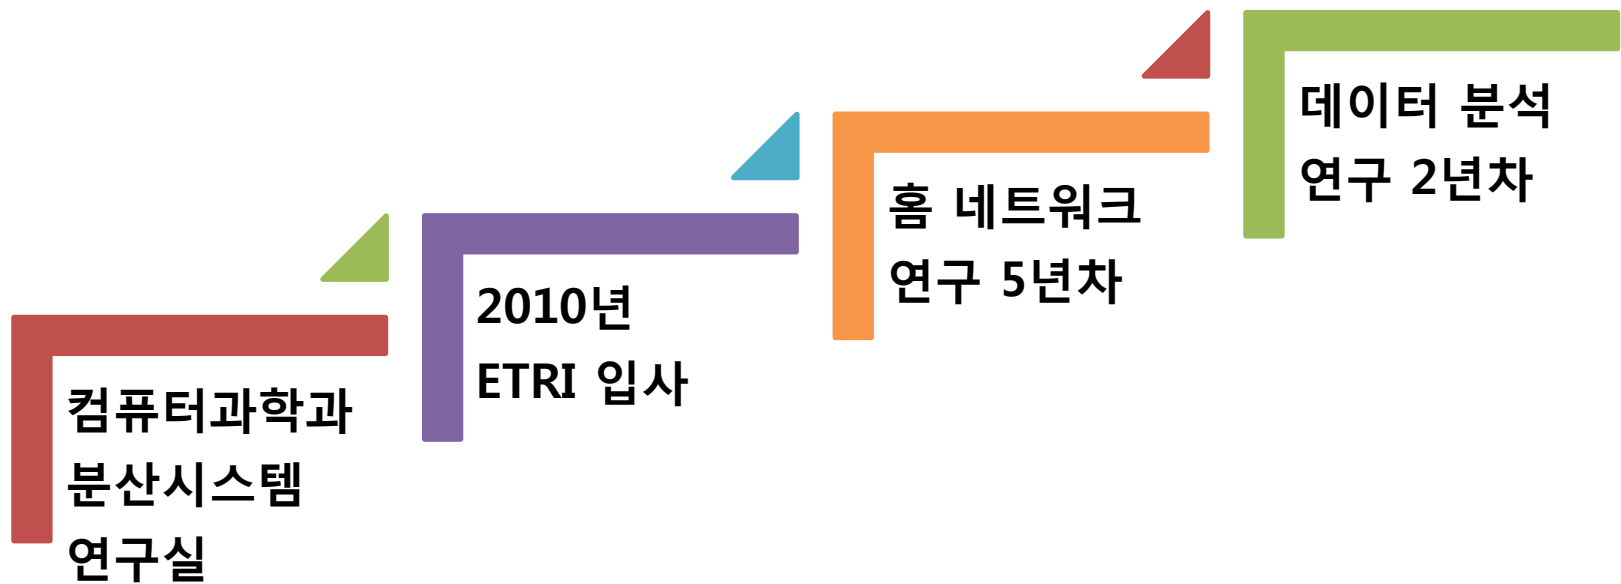 컴퓨터과학과
분산시스템
연구실
2010년
ETRI 입사
홈 네트워크
연구 5년차
데이터 분석
연구 2년차